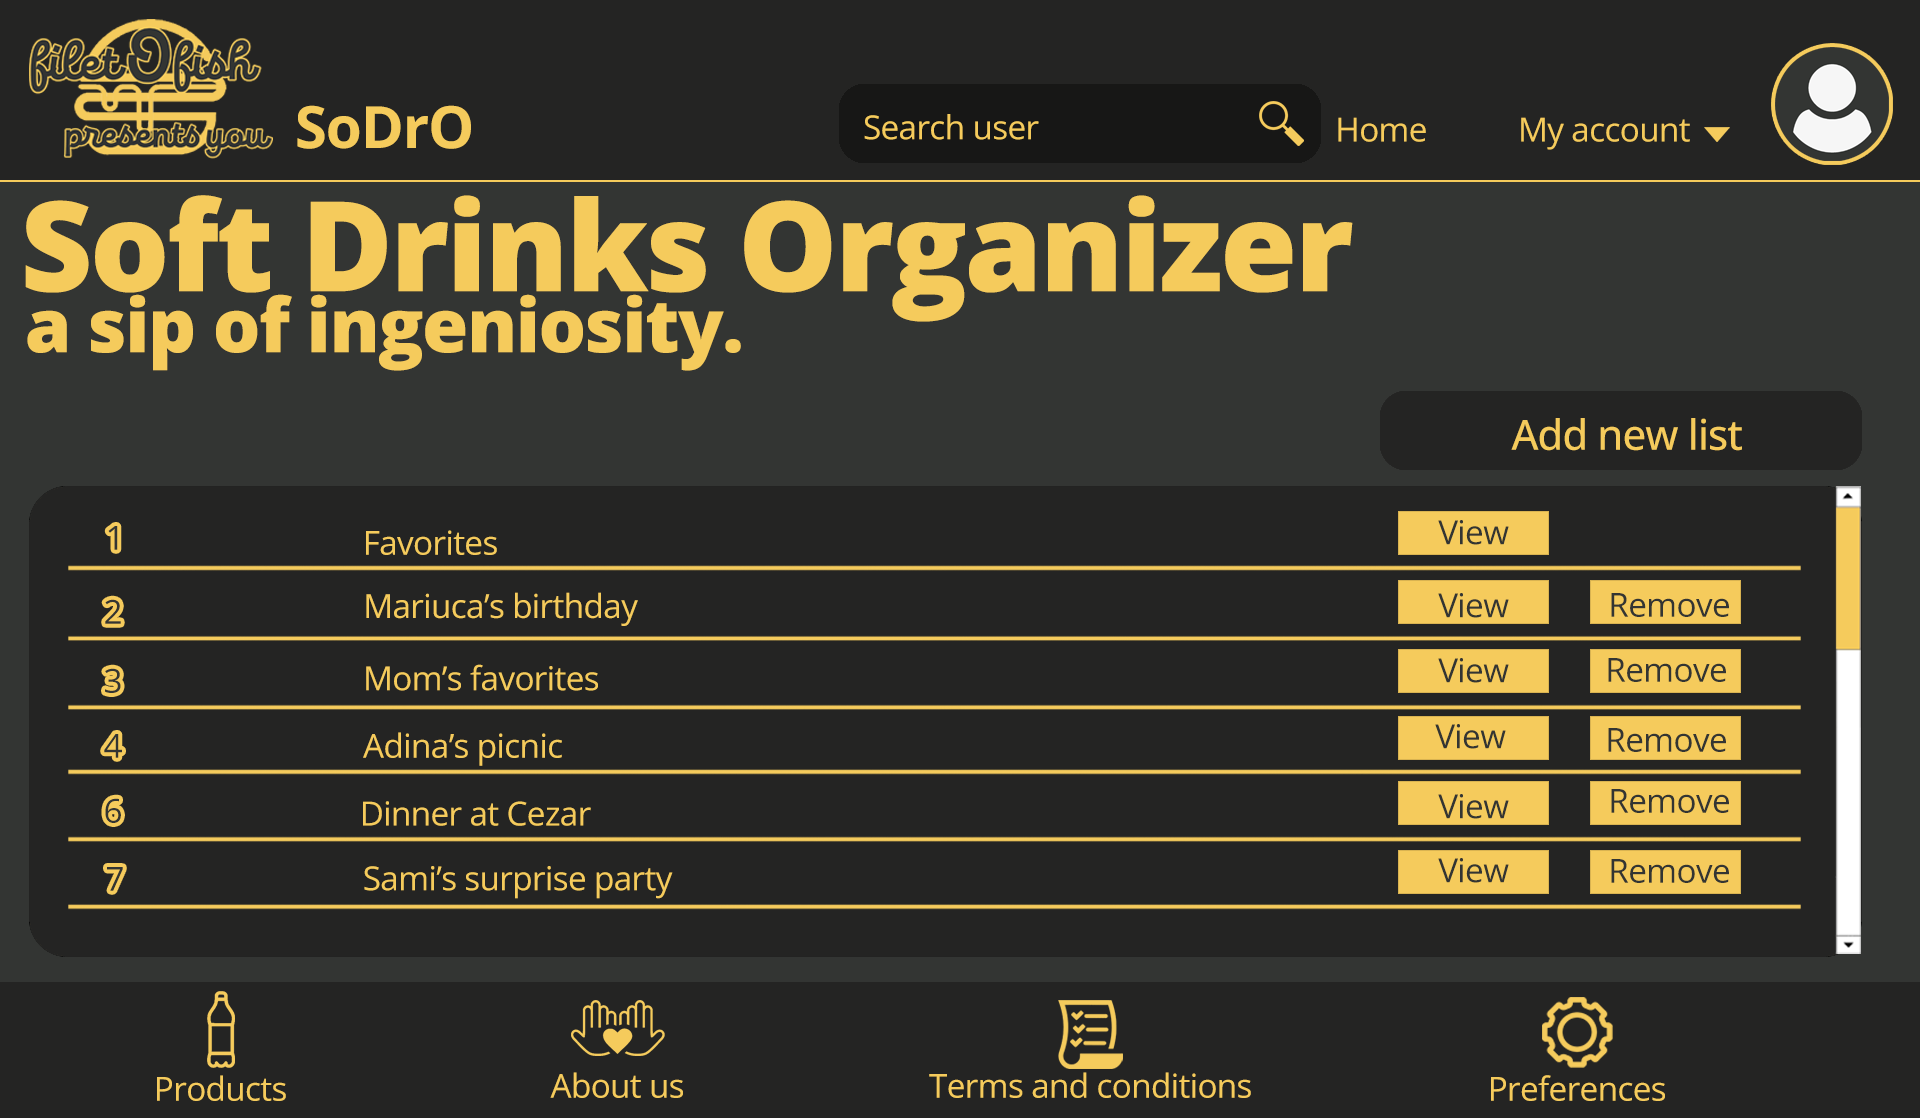 filet O fish
presents you
SoDrO
Search user
Home
My account
Soft Drinks Organizer
a sip of ingeniosity.
Add new list
1 Favorites View
2 Mariuca's birthday View Remove
3 Mom's favorites View Remove
4 Adina's picnic View Remove
6 Dinner at Cezar View Remove
7 Sami's surprise party View Remove
Products
About us
Terms and conditions
Preferences